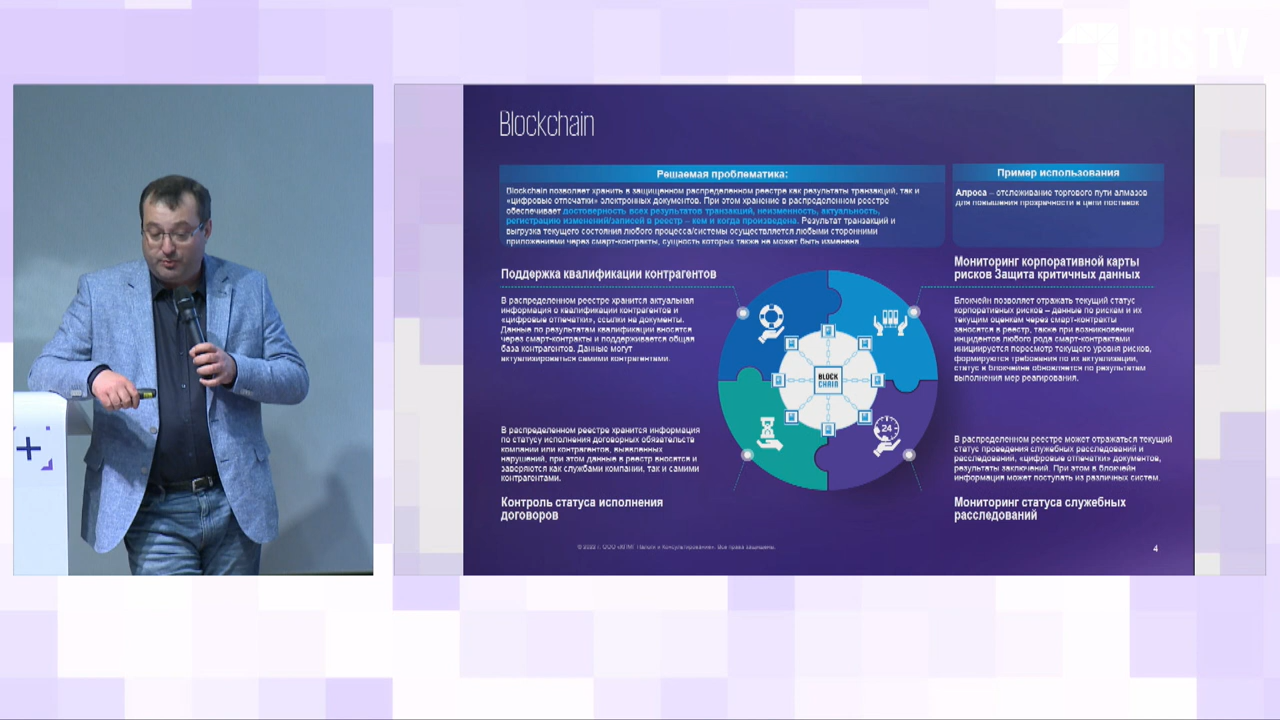 BIS TV
Blockchain
Решаемая проблематика:
Blockchain позволяет хранить в защищенном распределенном реестре как результаты транзакций, так и
«цифровые отпечатки» электронных документов. При этом хранение в распределенном реестре
обеспечивает достоверность всех результатов транзакций, неизменность, актуальность,
регистрацию изменений/записей в реестр – кем и когда произведена. Результат транзакций и
выгрузка текущего состояния любого процесса/системы осуществляется любыми сторонними
приложениями через смарт-контракты, сущность которых также не может быть изменена
Пример использования
Алроса – отслеживание торгового пути алмазов
для повышения прозрачности и цепи поставок
Поддержка квалификации контрагентов
В распределенном реестре хранится актуальная
информация о квалификации контрагентов и
«цифровые отпечатки», ссылки на документы.
Данные по результатам квалификации вносятся
через смарт-контракты и поддерживается общая
база контрагентов. Данные могут
актуализироваться самими контрагентами.
Мониторинг корпоративной карты
рисков Защита критичных данных
Блокчейн позволяет отражать текущий статус
корпоративных рисков – данные по рискам и их
текущим оценкам через смарт-контракты
заносятся в реестр, также при возникновении
инцидентов любого рода смарт-контрактами
инициируется пересмотр текущего уровня рисков,
формируются требования по их актуализации,
статус в блокчейне обновляется по результатам
выполнения мер реагирования.
BLOCK
CHAIN
24
В распределенном реестре хранится информация
по статусу исполнения договорных обязательств
компании или контрагентов, выявленных
нарушений, при этом данные в реестр вносятся и
заверяются как службами компании, так и самими
контрагентами.
Контроль статуса исполнения
договоров
В распределенном реестре может отражаться текущий
статус проведения служебных расследований и
расследований, «цифровые отпечатки» документов,
результаты заключений. При этом в блокчейн
информация может поступать из различных систем.
Мониторинг статуса служебных
расследований
© 2022 г. ООО «КПМГ Налоги и Консультирование». Все права защищены.
4